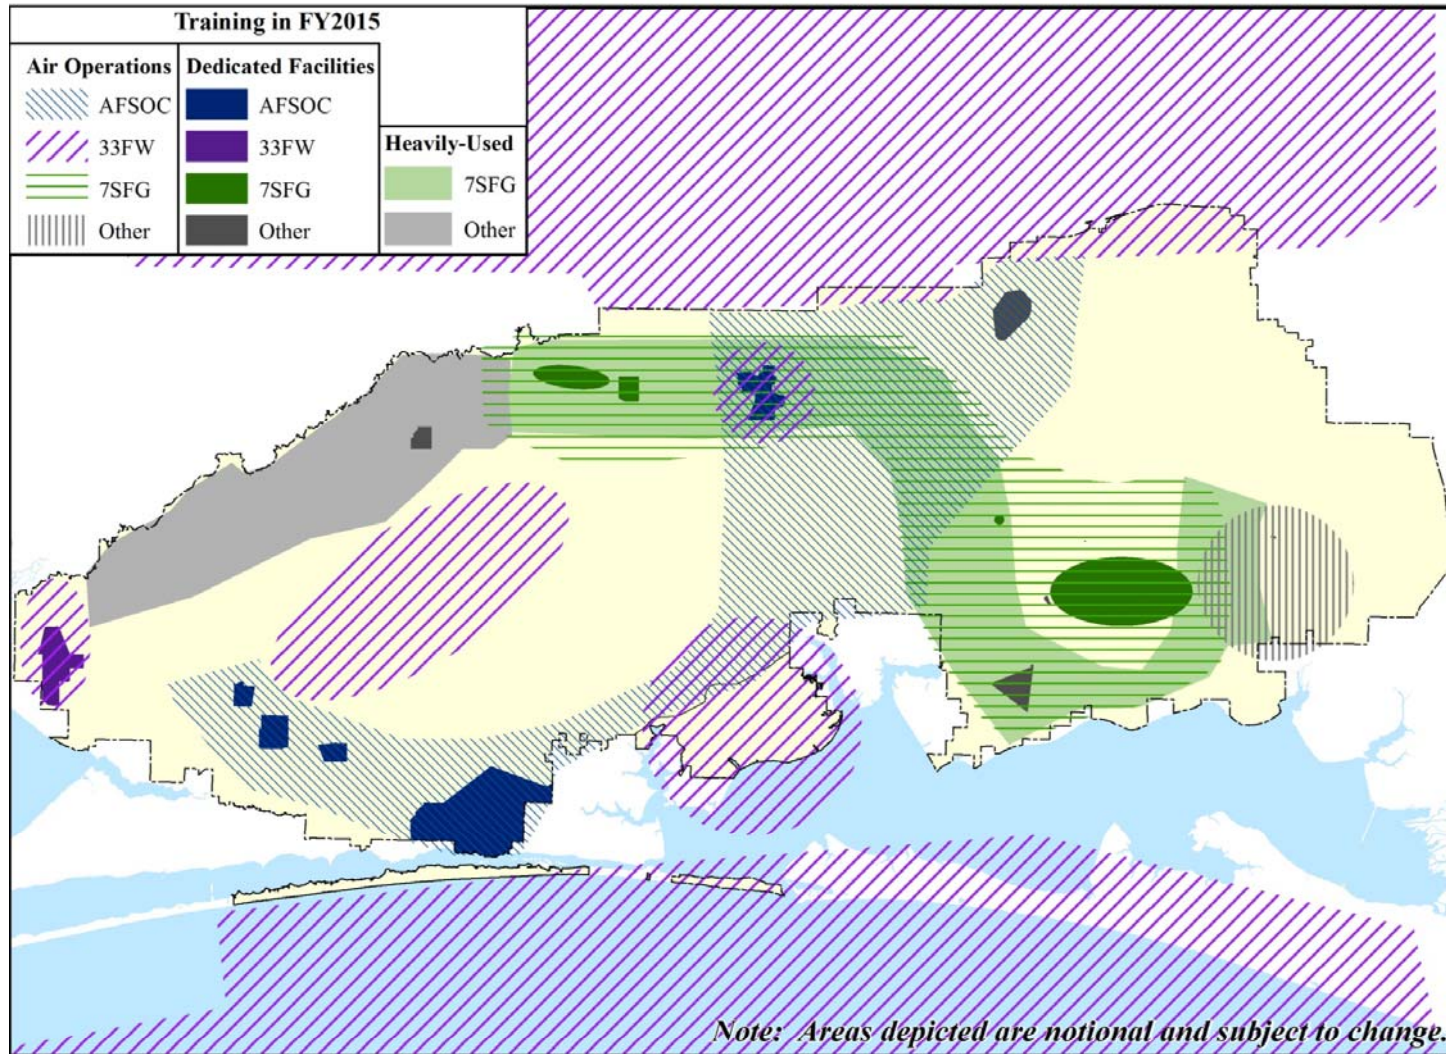 Training in FY2015
Air Operations
AFSOC
33FW
7SFG
Other
Dedicated Facilities
AFSOC
33FW
7SFG
Other
Heavily-Used
7SFG
Other
Note: Areas depicted are notional and subject to change.